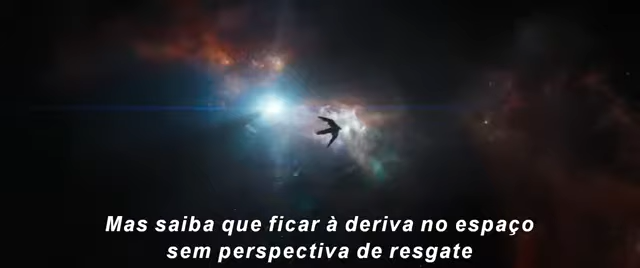 Mas saiba que ficar à deriva no espaço
sem perspectiva de resgate